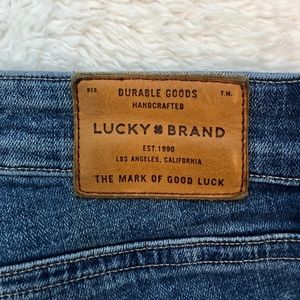 REG. DURABLE GOODS T.M.
HANDCRAFTED
LUCKY BRAND
EST. 1990
LOS ANGELES, CALIFORNIA
THE MARK OF GOOD LUCK